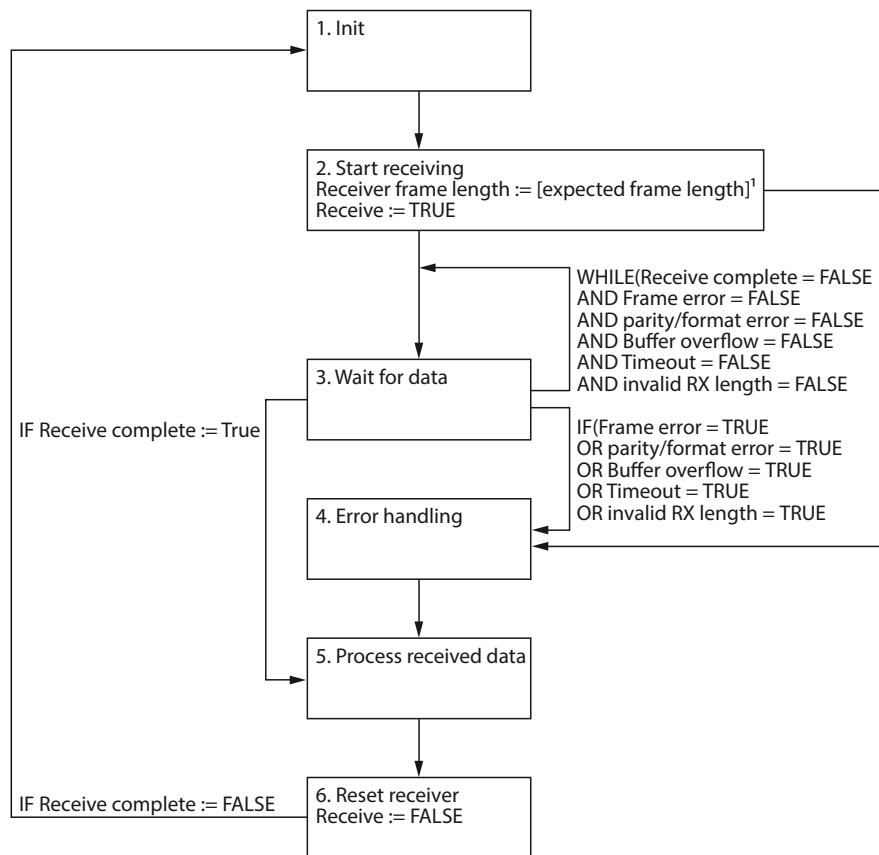 1. Init
2. Start receiving
Receiver frame length := [expected frame length]¹
Receive := TRUE
WHILE(Receive complete = FALSE
AND Frame error = FALSE
AND parity/format error = FALSE
AND Buffer overflow = FALSE
AND Timeout = FALSE
AND invalid RX length = FALSE
3. Wait for data
IF Receive complete := True
IF(Frame error = TRUE
OR parity/format error = TRUE
OR Buffer overflow = TRUE
OR Timeout = TRUE
OR invalid RX length = TRUE
4. Error handling
5. Process received data
IF Receive complete := FALSE
6. Reset receiver
Receive := FALSE